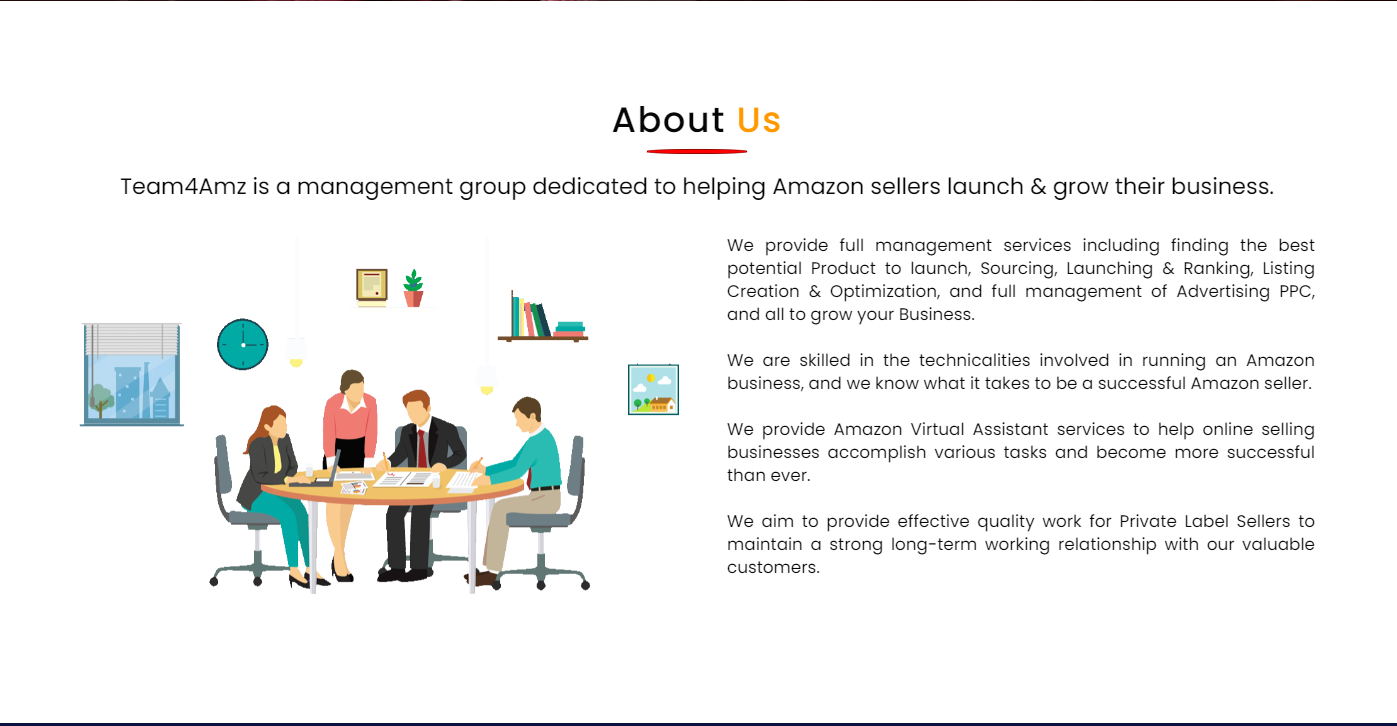 About Us
Team4Amz is a management group dedicated to helping Amazon sellers launch & grow their business.
We provide full management services including finding the best
potential Product to launch, Sourcing, Launching & Ranking, Listing
Creation & Optimization, and full management of Advertising PPC,
and all to grow your Business.
We are skilled in the technicalities involved in running an Amazon
business, and we know what it takes to be a successful Amazon seller.
We provide Amazon Virtual Assistant services to help online selling
businesses accomplish various tasks and become more successful
than ever.
We aim to provide effective quality work for Private Label Sellers to
maintain a strong long-term working relationship with our valuable
customers.